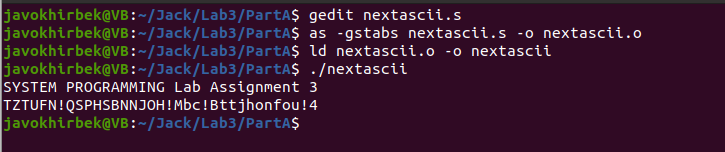 javokhirbek@VB:~/Jack/Lab3/PartA$ gedit nextascii.s
javokhirbek@VB:~/Jack/Lab3/PartA$ as -gstabs nextascii.s -o nextascii.o
javokhirbek@VB:~/Jack/Lab3/PartA$ ld nextascii.o -o nextascii
javokhirbek@VB:~/Jack/Lab3/PartA$ ./nextascii
SYSTEM PROGRAMMING Lab Assignment 3
TZTUFN!QSPHSBNNJOH!Mbc!Bttjhonfou!4
javokhirbek@VB:~/Jack/Lab3/PartA$